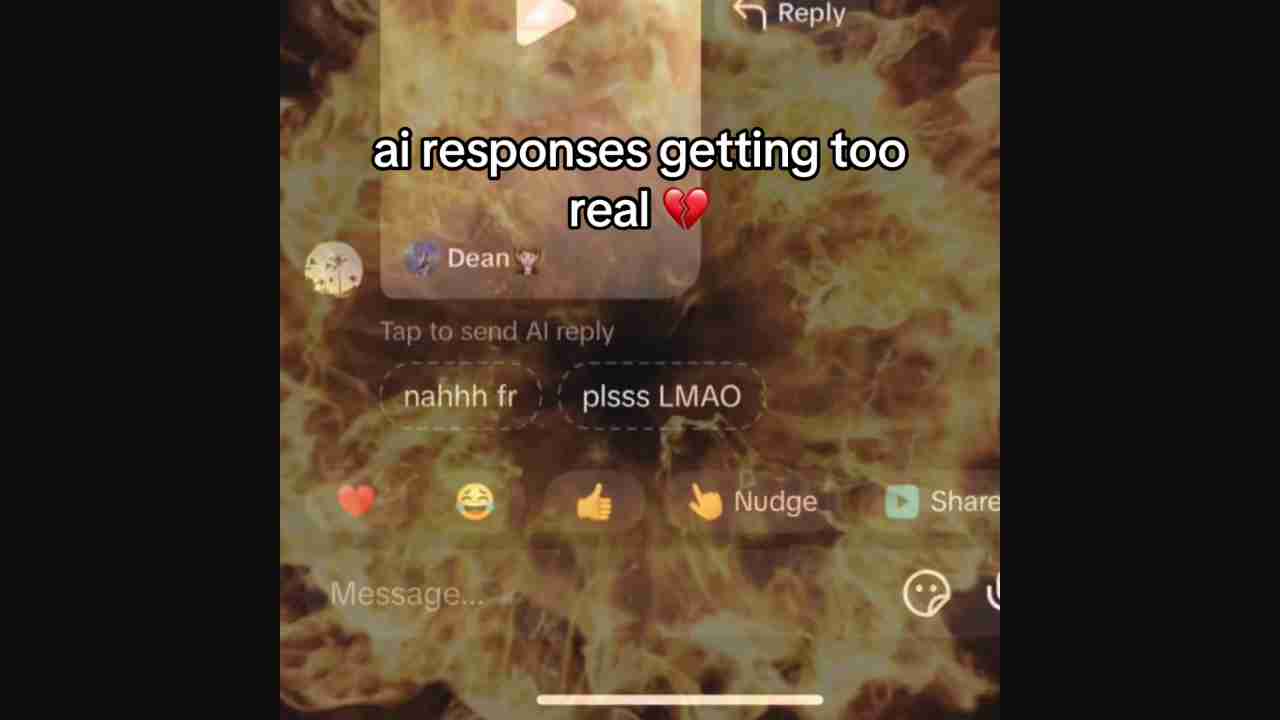 Reply
ai responses getting too
real 💔
Dean
Tap to send AI reply
nahhh fr
plsss LMAO
Nudge
Share
Message...